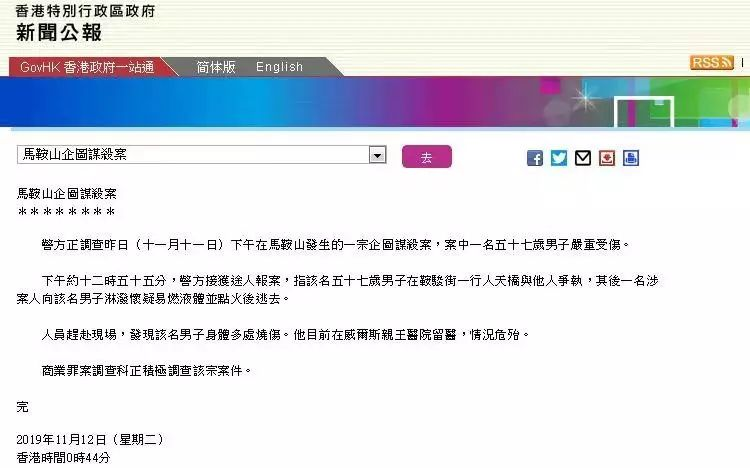 香港特別行政區政府
新聞公報
GovHK 香港政府一站通 简体版 English
RSS
馬鞍山企圖謀殺案 去
馬鞍山企圖謀殺案
＊＊＊＊＊＊＊＊
警方正調查昨日（十一月十一日）下午在馬鞍山發生的一宗企圖謀殺案，案中一名五十七歲男子嚴重受傷。
下午約十二時五十五分，警方接獲途人報案，指該名五十七歲男子在鞍駿街一行人天橋與他人爭執，其後一名涉
案人向該名男子淋潑懷疑易燃液體並點火後逃去。
人員趕赴現場，發現該名男子身體多處燒傷。他目前在威爾斯親王醫院留醫，情況危殆。
商業罪案調查科正積極調查該宗案件。
完
2019年11月12日（星期二）
香港時間0時44分